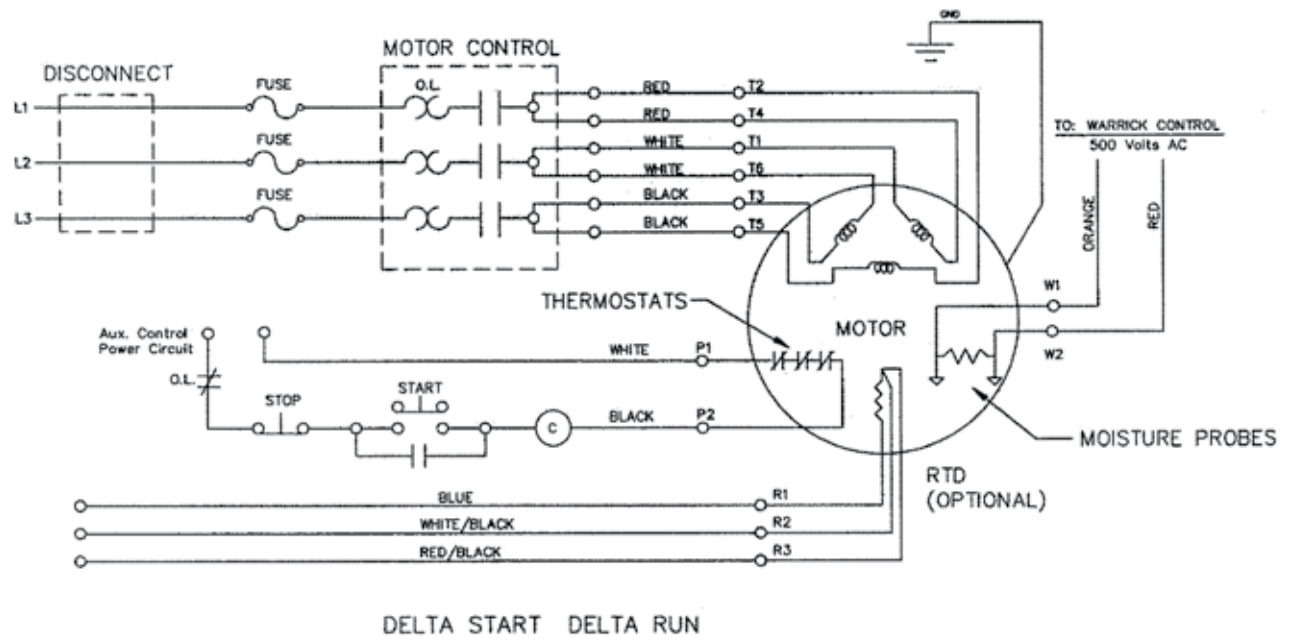 GND
MOTOR CONTROL
DISCONNECT
FUSE
O.L.
L1
RED
T2
RED
T4
TO: WARRICK CONTROL
500 Volts AC
FUSE
L2
WHITE
T1
WHITE
T6
FUSE
L3
BLACK
T3
BLACK
T5
ORANGE
RED
THERMOSTATS
W1
MOTOR
W2
Aux. Control
Power Circuit
WHITE
P1
O.L.
STOP
START
C
BLACK
P2
MOISTURE PROBES
RTD
(OPTIONAL)
BLUE
R1
WHITE/BLACK
R2
RED/BLACK
R3
DELTA START DELTA RUN